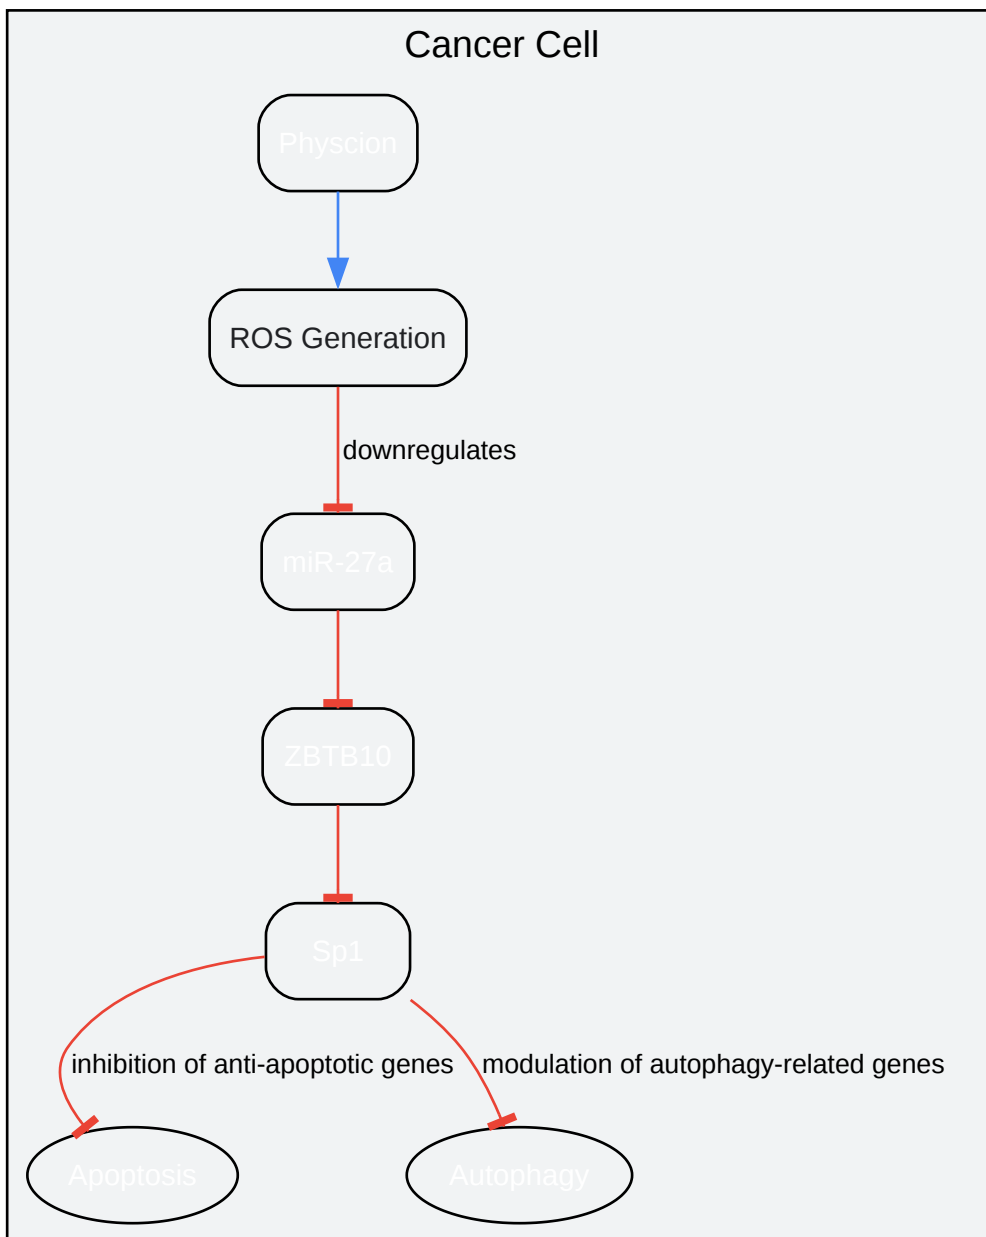 Cancer Cell
Physcion
ROS Generation
downregulates
miR-27a
ZBTB10
Sp1
inhibition of anti-apoptotic genes
modulation of autophagy-related genes
Apoptosis
Autophagy